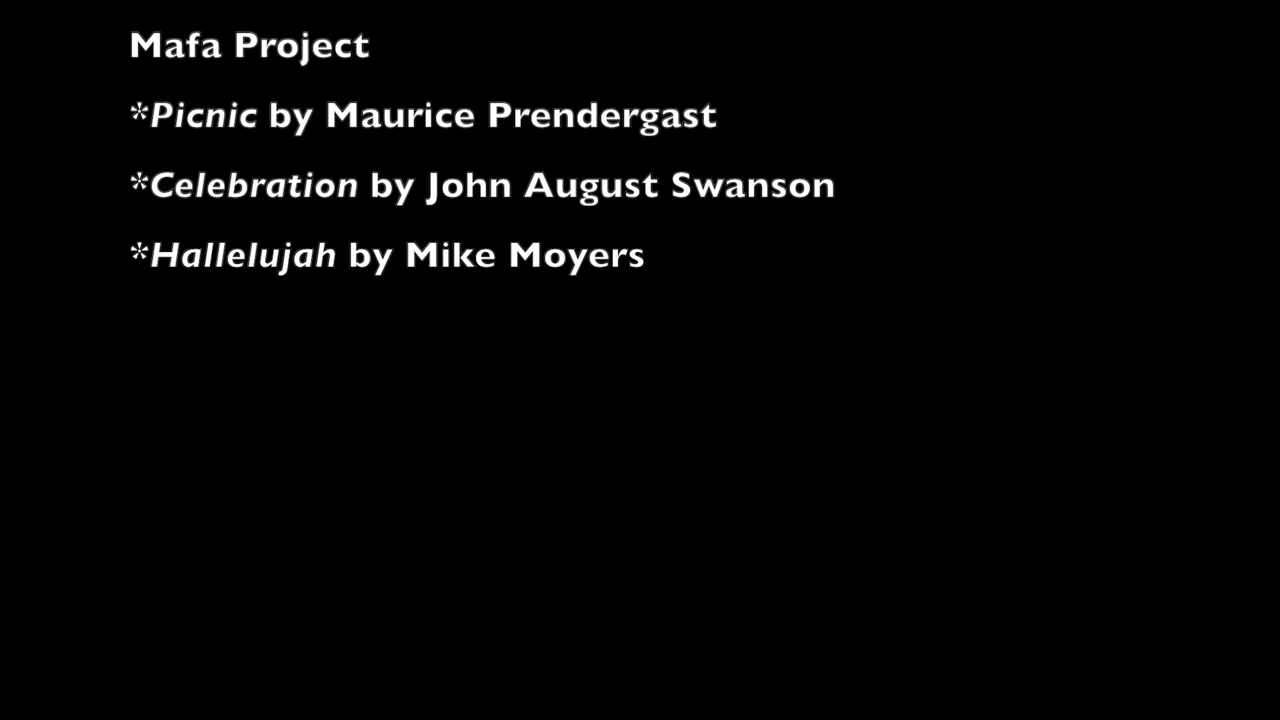 Mafa Project
*Picnic by Maurice Prendergast
*Celebration by John August Swanson
*Hallelujah by Mike Moyers